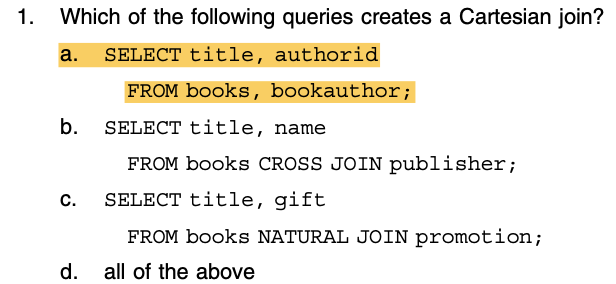 1. Which of the following queries creates a Cartesian join?
a. SELECT title, authorid
FROM books, bookauthor;
b. SELECT title, name
FROM books CROSS JOIN publisher;
c. SELECT title, gift
FROM books NATURAL JOIN promotion;
d. all of the above